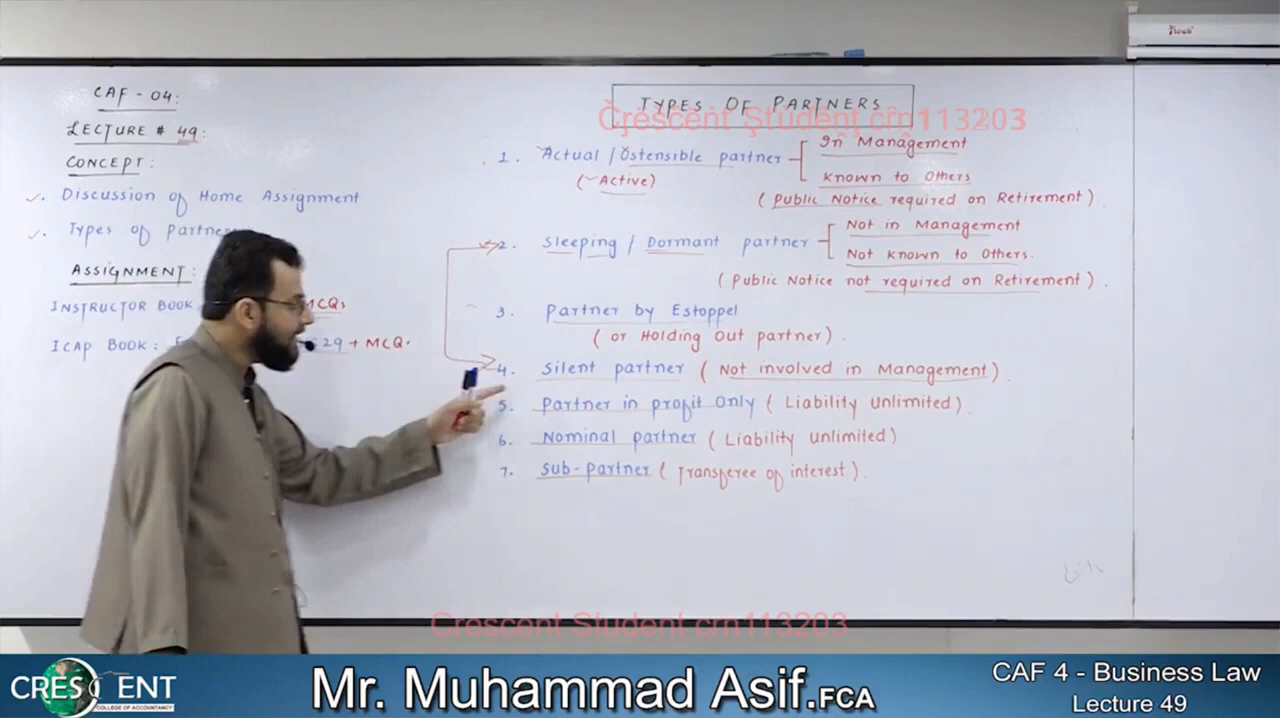 CAF - 04:
LECTURE # 49:
CONCEPT:
Discussion of Home Assignment
Types of Partners
ASSIGNMENT:
INSTRUCTOR BOOK MCQs
ICAP BOOK: 29 + MCQ.
TYPES OF PARTNERS
Crescent Student crn113203
1. Actual / Ostensible partner
(Active)
In Management
Known to Others
(Public Notice required on Retirement).
2. Sleeping / Dormant partner
Not in Management
Not known to Others.
(Public Notice not required on Retirement).
3. Partner by Estoppel
(or Holding Out partner).
4. Silent partner (Not involved in Management).
5. Partner in profit Only (Liability unlimited).
6. Nominal partner (Liability unlimited)
7. Sub-partner (Transferee of interest).
Crescent Student crn113203
CRESCENT
COLLEGE OF ACCOUNTANCY
Mr. Muhammad Asif.FCA
CAF 4 - Business Law
Lecture 49